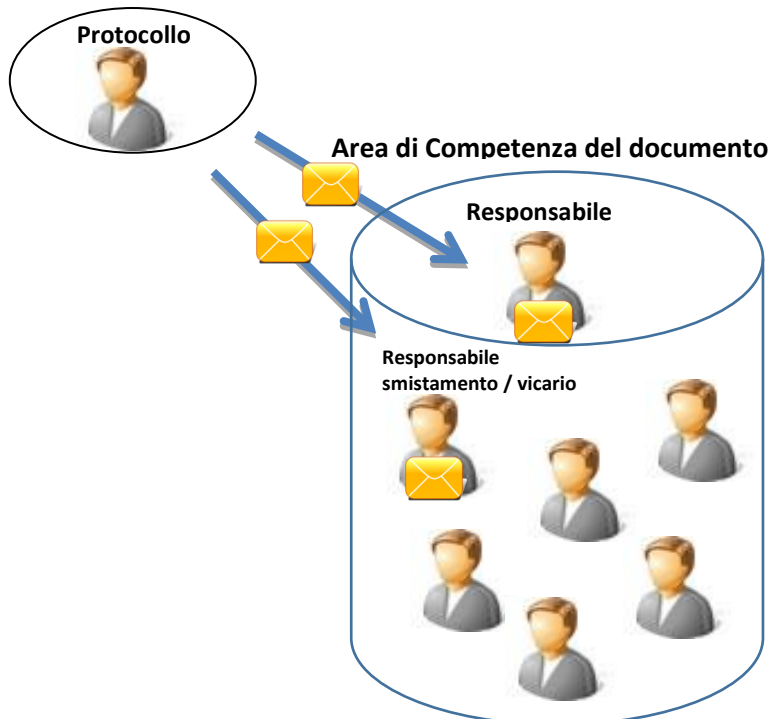 Protocollo
Area di Competenza del documento
Responsabile
Responsabile
smistamento / vicario